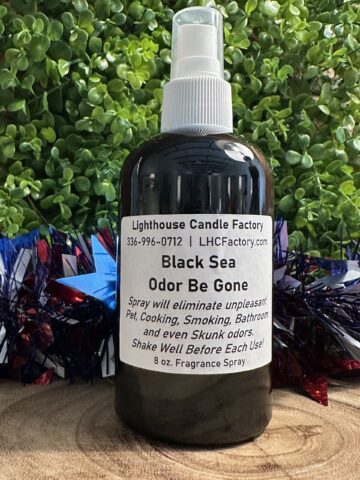 Lighthouse Candle Factory
336-996-0712 | LHCFactory.com
Black Sea
Odor Be Gone
Spray will eliminate unpleasant
Pet, Cooking, Smoking, Bathroom
and even Skunk odors.
Shake Well Before Each Use!
8 oz. Fragrance Spray